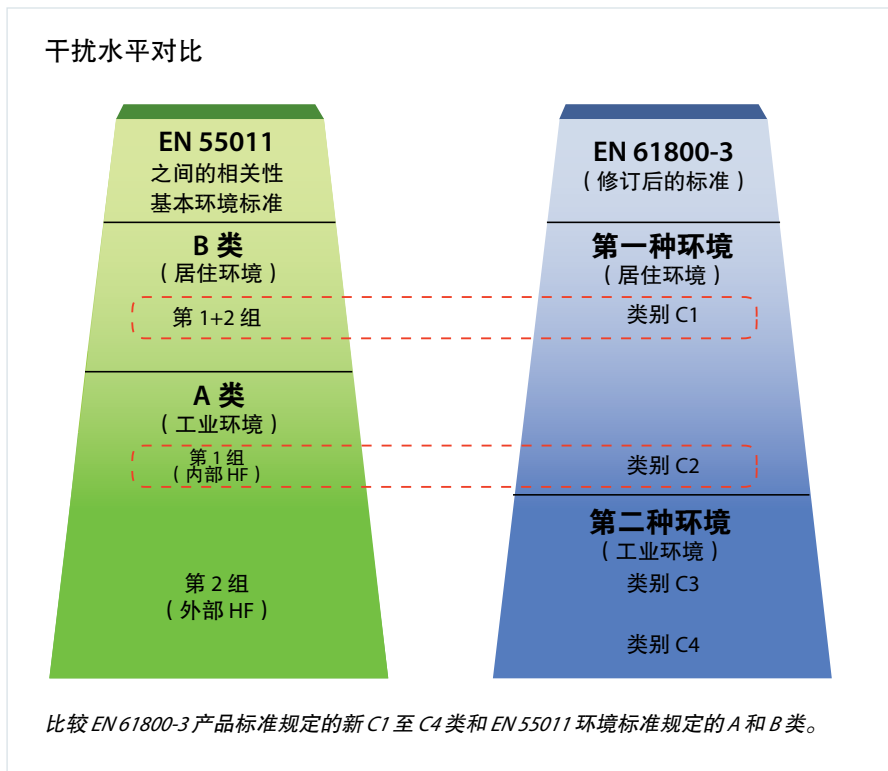 干扰水平对比
EN 55011
之间的相关性
基本环境标准
B 类
（居住环境）
第 1+2 组
A 类
（工业环境）
第 1 组
（内部 HF）
第 2 组
（外部 HF）
EN 61800-3
（修订后的标准）
第一种环境
（居住环境）
类别 C1
类别 C2
第二种环境
（工业环境）
类别 C3
类别 C4
比较 EN 61800-3 产品标准规定的新 C1 至 C4 类和 EN 55011 环境标准规定的 A 和 B 类。